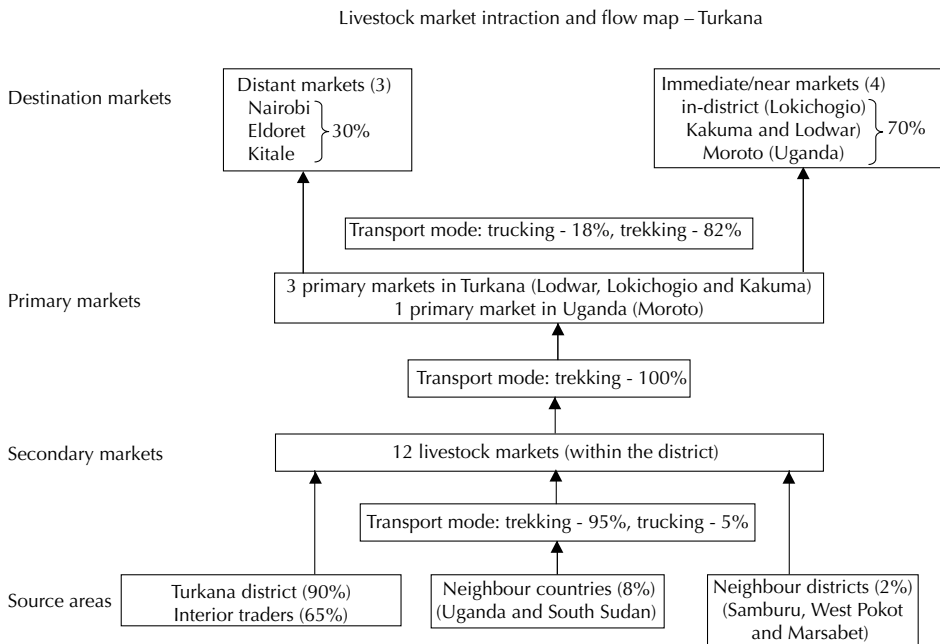 Livestock market intraction and flow map – Turkana
Destination markets
Distant markets (3)
Nairobi
Eldoret
Kitale
30%
Immediate/near markets (4)
in-district (Lokichogio)
Kakuma and Lodwar)
Moroto (Uganda)
70%
Transport mode: trucking - 18%, trekking - 82%
Primary markets
3 primary markets in Turkana (Lodwar, Lokichogio and Kakuma)
1 primary market in Uganda (Moroto)
Transport mode: trekking - 100%
Secondary markets
12 livestock markets (within the district)
Transport mode: trekking - 95%, trucking - 5%
Source areas
Turkana district (90%)
Interior traders (65%)
Neighbour countries (8%)
(Uganda and South Sudan)
Neighbour districts (2%)
(Samburu, West Pokot
and Marsabet)